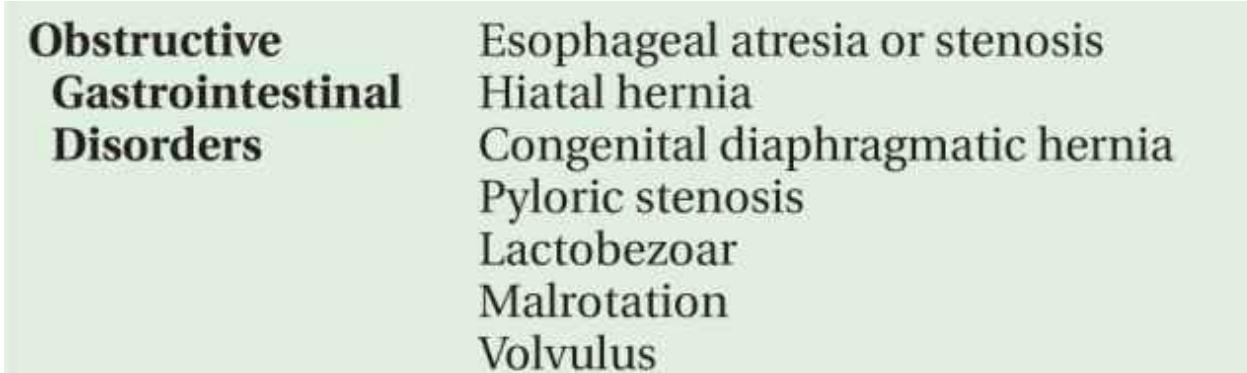 Obstructive Esophageal atresia or stenosis
Gastrointestinal Hiatal hernia
Disorders Congenital diaphragmatic hernia
Pyloric stenosis
Lactobezoar
Malrotation
Volvulus